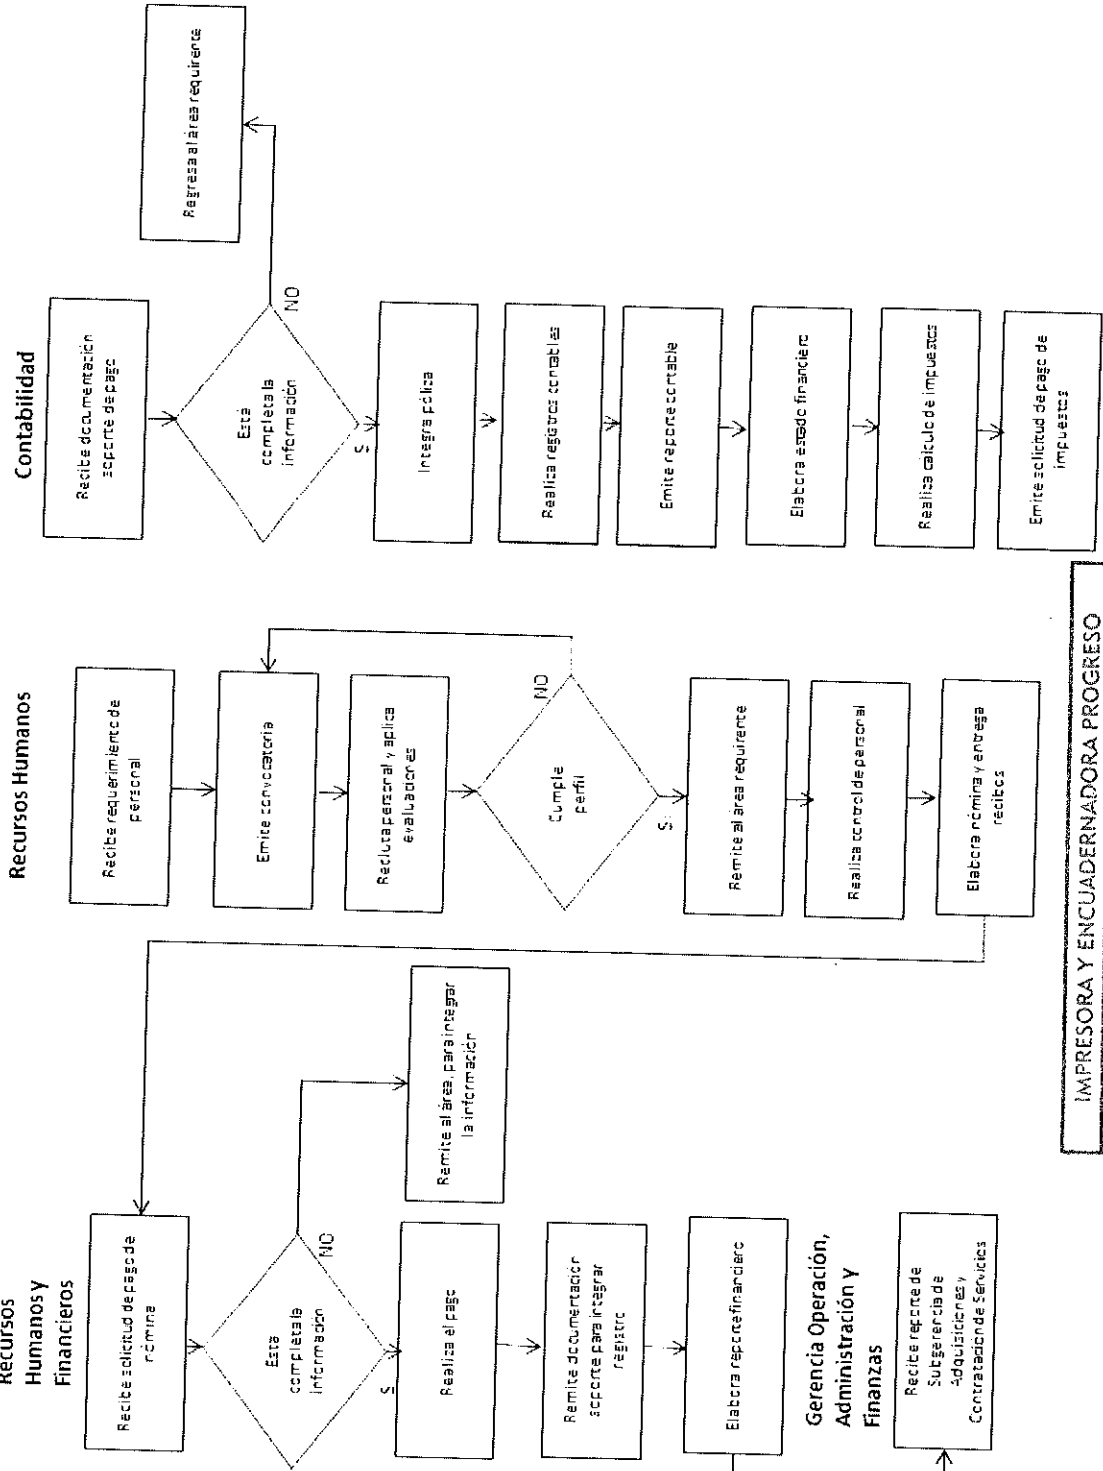 Recursos
Humanos y
Financieros
Recibe solicitud de pago de
nómina
Esta
completa la
información
NO
S
Remite al área, para integrar
la información
Realiza el pago
Remite documentación
soporte para integrar
registro
Elabora reporte financiero
Gerencia Operación,
Administración y
Finanzas
Recibe reporte de
Subgerencia de
Adquisiciones y
Contratación de Servicios
Recursos Humanos
Recibe requerimiento de
personal
Emite convocatoria
Recluta personal y aplica
evaluaciones
Cumple
perfil
NO
Si
Remite al area requirente
Realiza control de personal
Elabora nómina y entrega
recibos
Contabilidad
Recibe documentación
soporte de pago
Está
completa la
información
NO
S
Regresa al área requirente
Integra póliza
Realiza registros contables
Emite reporte contable
Elabora estado financiero
Realiza calculo de impuestos
Emite solicitud de pago de
impuestos
IMPRESORA Y ENCUADERNADORA PROGRESO